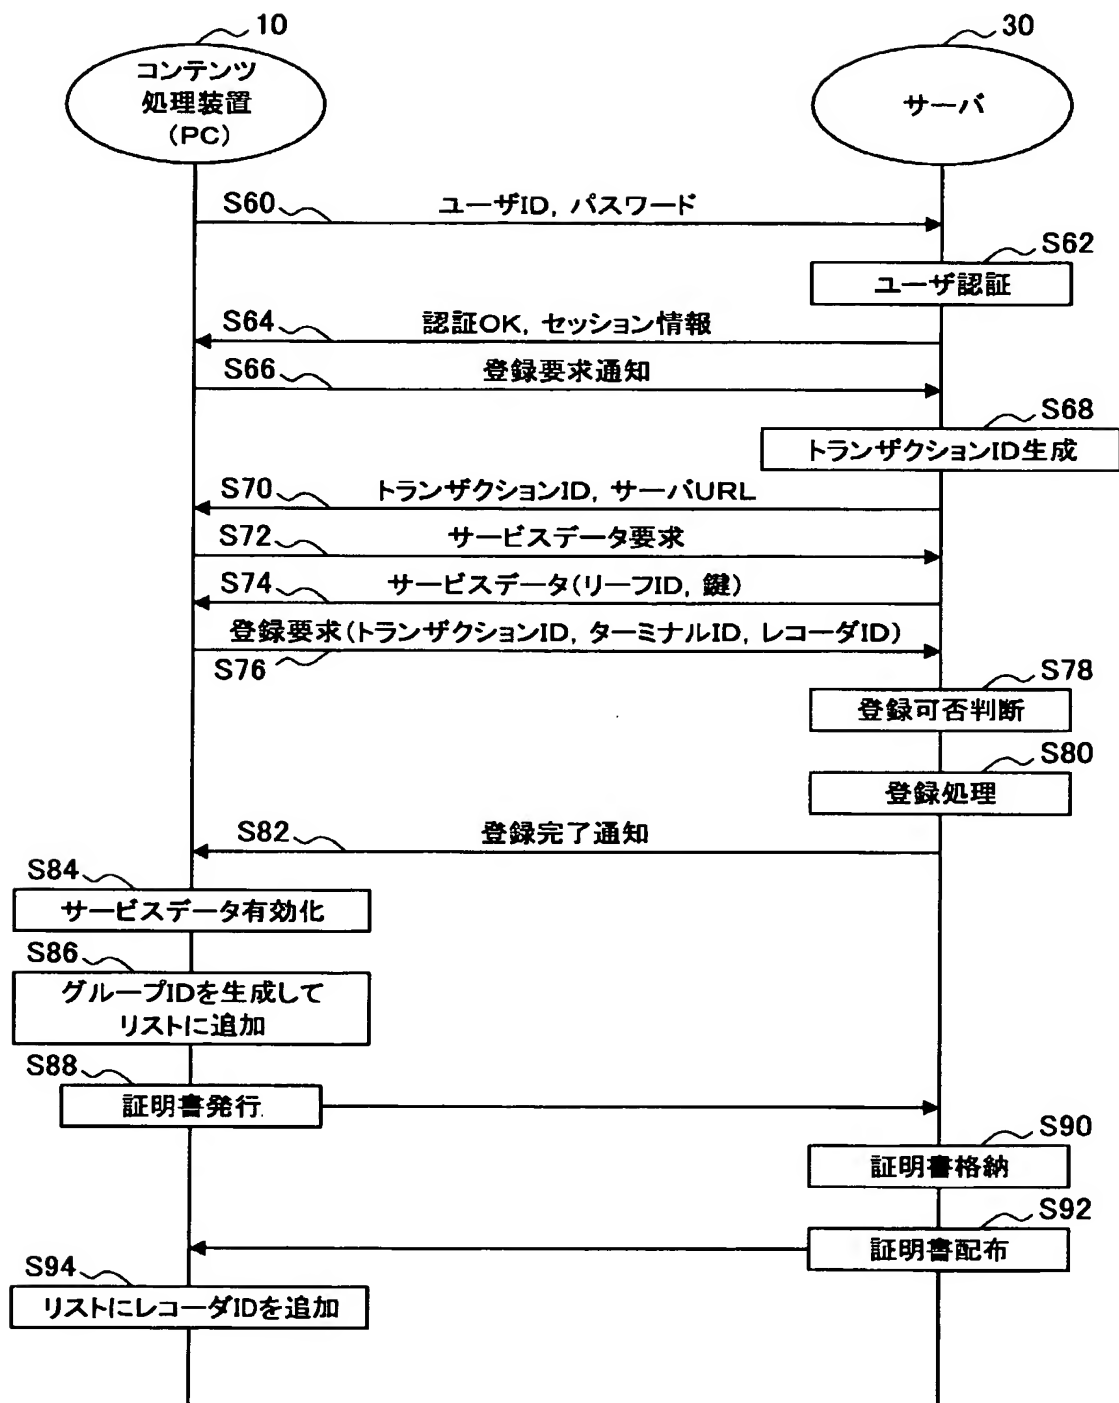 10
コンテンツ
処理装置
(PC)
30
サーバ
S60
ユーザID, パスワード
S62
ユーザ認証
S64
認証OK, セッション情報
S66
登録要求通知
S68
トランザクションID生成
S70
トランザクションID, サーバURL
S72
サービスデータ要求
S74
サービスデータ(リーフID, 鍵)
登録要求(トランザクションID, ターミナルID, レコーダID)
S76
S78
登録可否判断
S80
登録処理
S82
登録完了通知
S84
サービスデータ有効化
S86
グループIDを生成して
リストに追加
S88
証明書発行
S90
証明書格納
S92
証明書配布
S94
リストにレコーダIDを追加